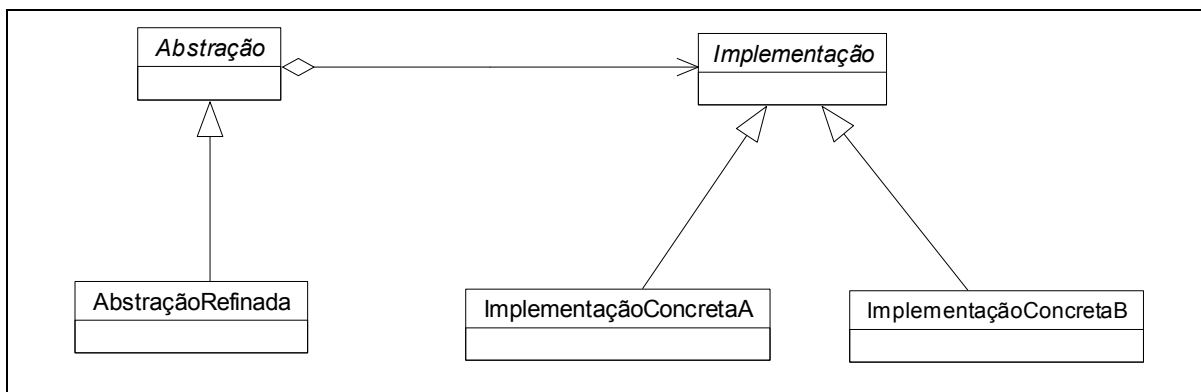 Abstração
Implementação
AbstraçãoRefinada
ImplementaçãoConcretaA
ImplementaçãoConcretaB